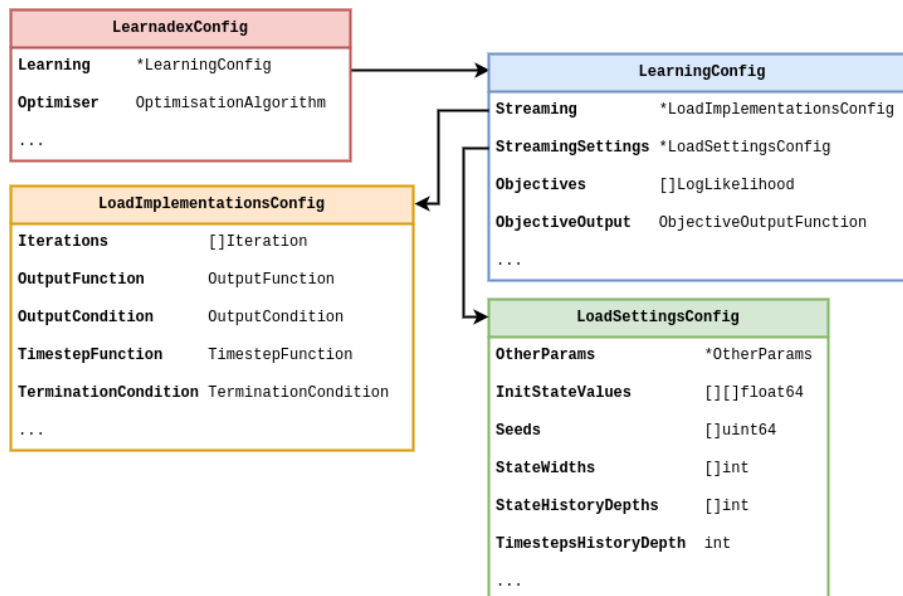 LearnadexConfig
Learning *LearningConfig
Optimiser OptimisationAlgorithm
...
LearningConfig
Streaming *LoadImplementationsConfig
StreamingSettings *LoadSettingsConfig
Objectives []LogLikelihood
ObjectiveOutput ObjectiveOutputFunction
...
LoadImplementationsConfig
Iterations []Iteration
OutputFunction OutputFunction
OutputCondition OutputCondition
TimestepFunction TimestepFunction
TerminationCondition TerminationCondition
...
LoadSettingsConfig
OtherParams *OtherParams
InitStateValues [][]float64
Seeds []uint64
StateWidths []int
StateHistoryDepths []int
TimestepsHistoryDepth int
...